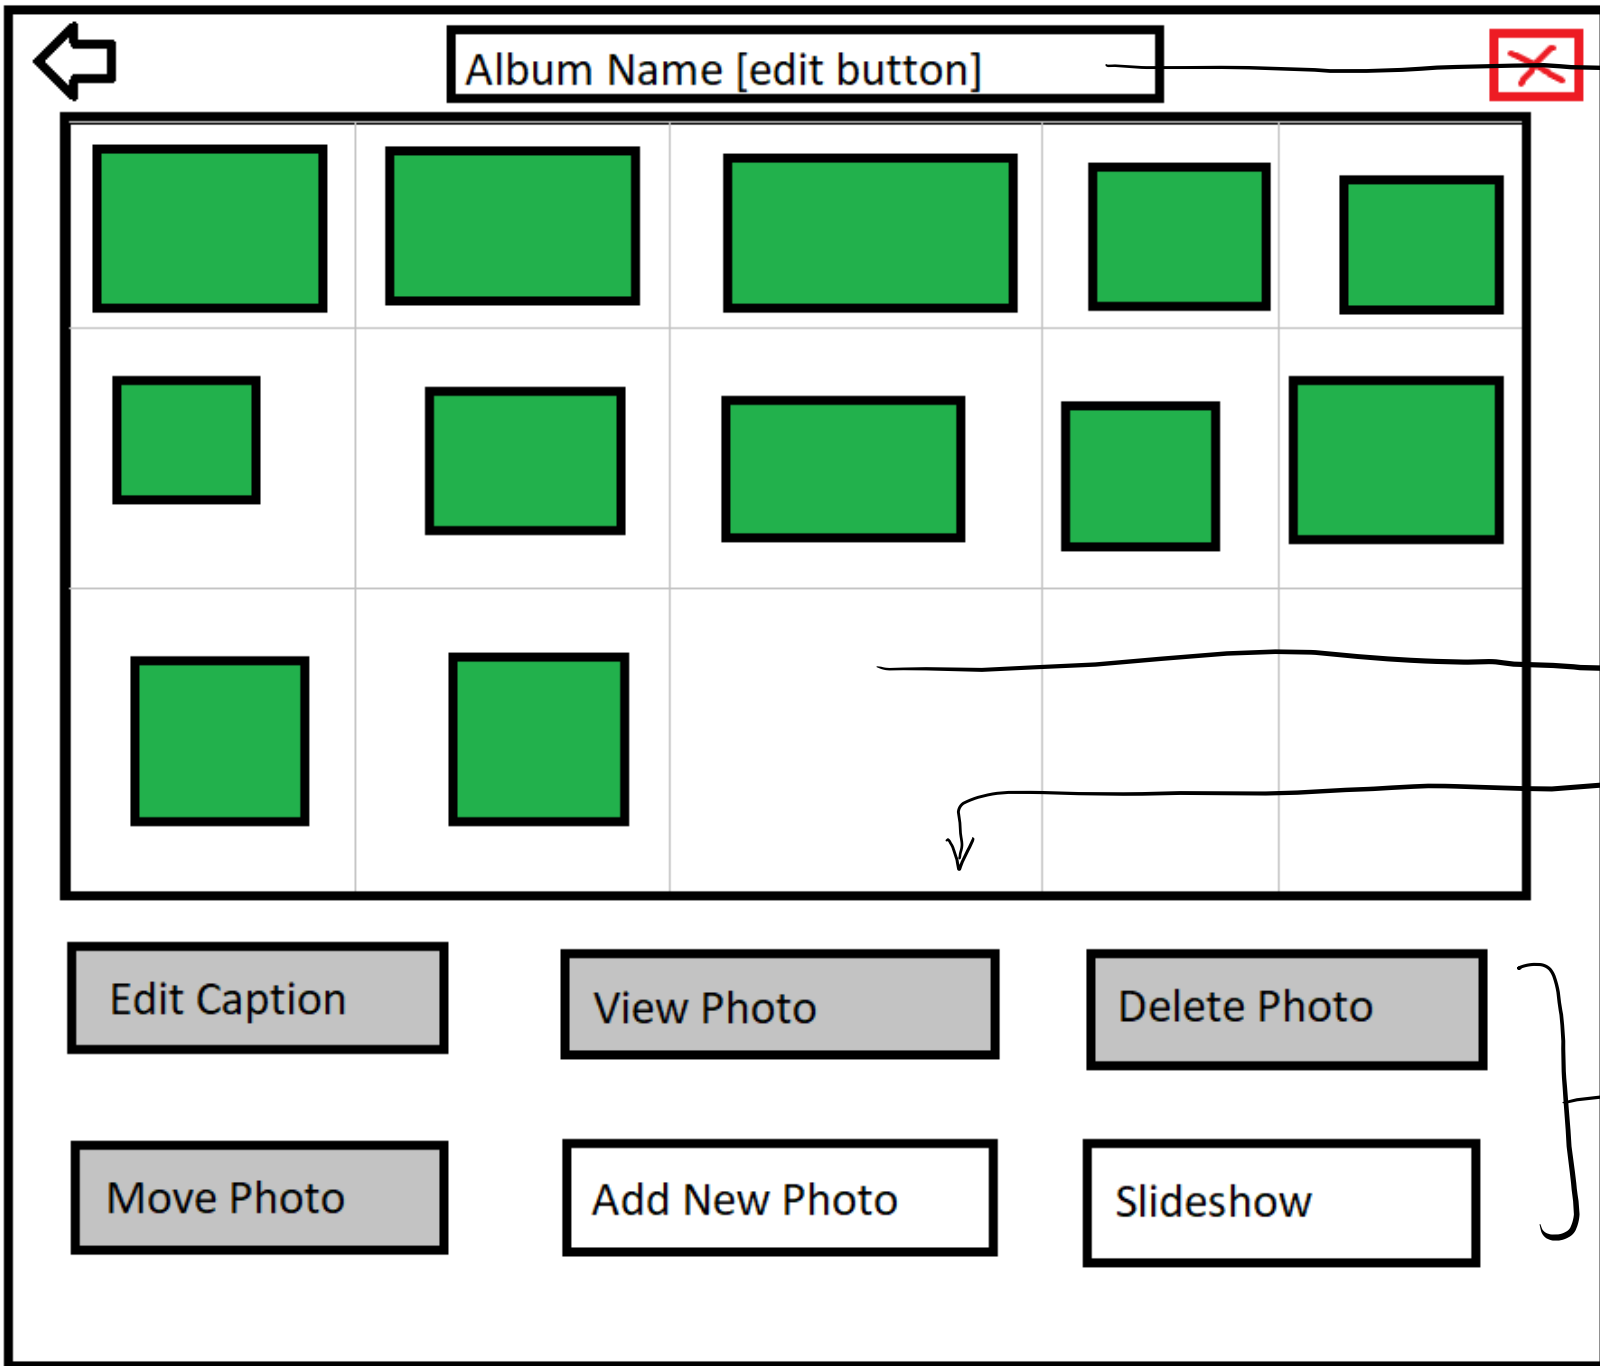 Album Name [edit button]
Edit Caption
View Photo
Delete Photo
Move Photo
Add New Photo
Slideshow